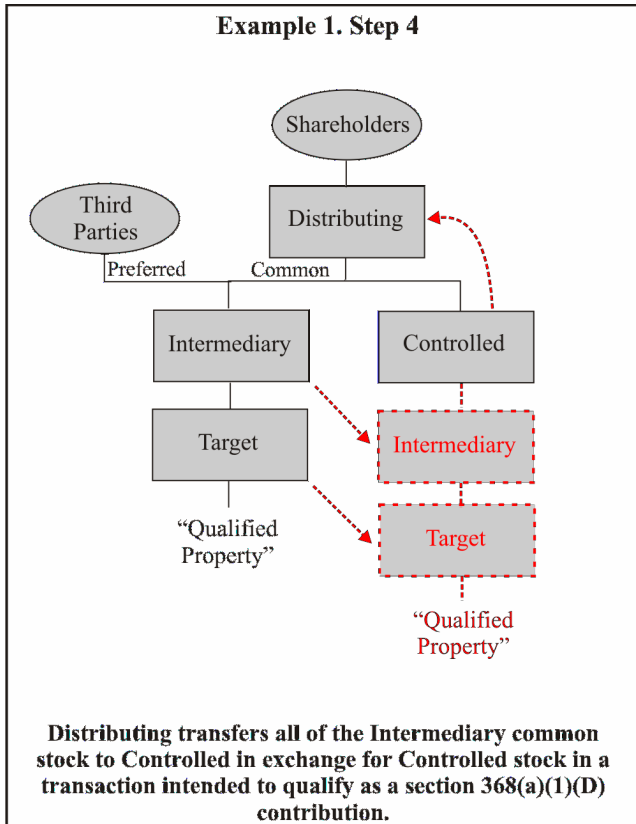 Example 1. Step 4
Shareholders
Third
Parties
Distributing
Preferred
Common
Intermediary
Controlled
Target
Intermediary
“Qualified
Property”
Target
“Qualified
Property”
Distributing transfers all of the Intermediary common
stock to Controlled in exchange for Controlled stock in a
transaction intended to qualify as a section 368(a)(1)(D)
contribution.